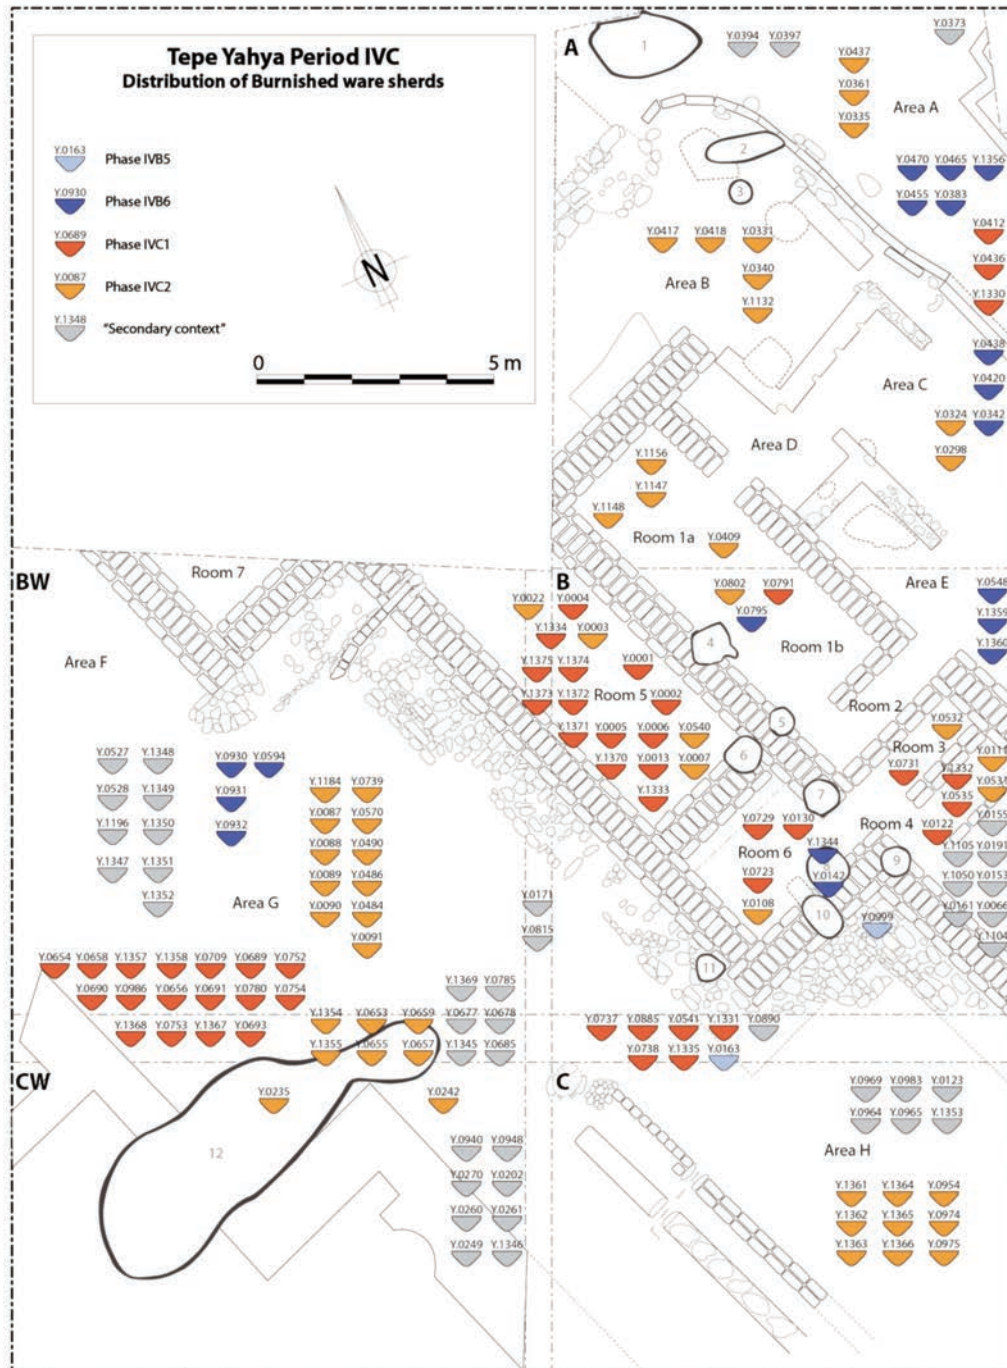 Tepe Yahya Period IVC
Distribution of Burnished ware sherds
Y.0163 Phase IVB5
Y.0930 Phase IVB6
Y.0689 Phase IVC1
Y.0087 Phase IVC2
Y.1348 "Secondary context"
N
0 5 m
A
1
Y.0394 Y.0397
Y.0373
Y.0437
Y.0361
Y.0335
Area A
2
3
Y.0470 Y.0465 Y.1356
Y.0455 Y.0383
Y.0412
Y.0436
Y.1330
Y.0417 Y.0418 Y.0331
Area B
Y.0340
Y.1132
Y.0438
Y.0420
Area C
Y.0324 Y.0342
Y.0298
Area D
Y.1156
Y.1147
Y.1148
Room 1a
Y.0409
BW
Room 7
Area F
B
Area E
Y.0548
Y.1359
Y.1360
Y.0802 Y.0791
Y.0795
4
Room 1b
Y.0022 Y.0004
Y.1334 Y.0003
Y.1375 Y.1374 Y.0001
Y.1373 Y.1372 Room 5 Y.0002
Y.1371 Y.0005 Y.0006 Y.0540
Y.1370 Y.0013 Y.0007
Y.1333
5
6
7
Room 2
Y.0532
Room 3
Y.0731 Y.1332
Y.0534
Y.0535
Y.0155
Y.0122
Room 4
Y.0729 Y.0130
Room 6
Y.1344
Y.0142
Y.0723
Y.0108
9
10
11
Y.0999
Y.1105 Y.0191
Y.1050 Y.0153
Y.0161 Y.0066
Y.1104
Y.0527 Y.1348
Y.0528 Y.1349
Y.1196 Y.1350
Y.1347 Y.1351
Y.1352
Y.0930 Y.0594
Y.0931
Y.0932
Y.1184 Y.0739
Y.0087 Y.0570
Y.0088 Y.0490
Y.0089 Y.0486
Y.0090 Y.0484
Y.0091
Area G
Y.0171
Y.0815
Y.0654 Y.0658 Y.1357 Y.1358 Y.0709 Y.0689 Y.0752
Y.0690 Y.0986 Y.0656 Y.0691 Y.0780 Y.0754
Y.1368 Y.0753 Y.1367 Y.0693
Y.1354 Y.0653 Y.0659
Y.1355 Y.0655 Y.0657
Y.1369 Y.0785
Y.0677 Y.0678
Y.1345 Y.0685
Y.0737 Y.0885 Y.0541 Y.1331 Y.0890
Y.0738 Y.1335 Y.0163
CW
Y.0235
Y.0242
12
Y.0940 Y.0948
Y.0270 Y.0202
Y.0260 Y.0261
Y.0249 Y.1346
C
Y.0969 Y.0983 Y.0123
Y.0964 Y.0965 Y.1353
Area H
Y.1361 Y.1364 Y.0954
Y.1362 Y.1365 Y.0974
Y.1363 Y.1366 Y.0975